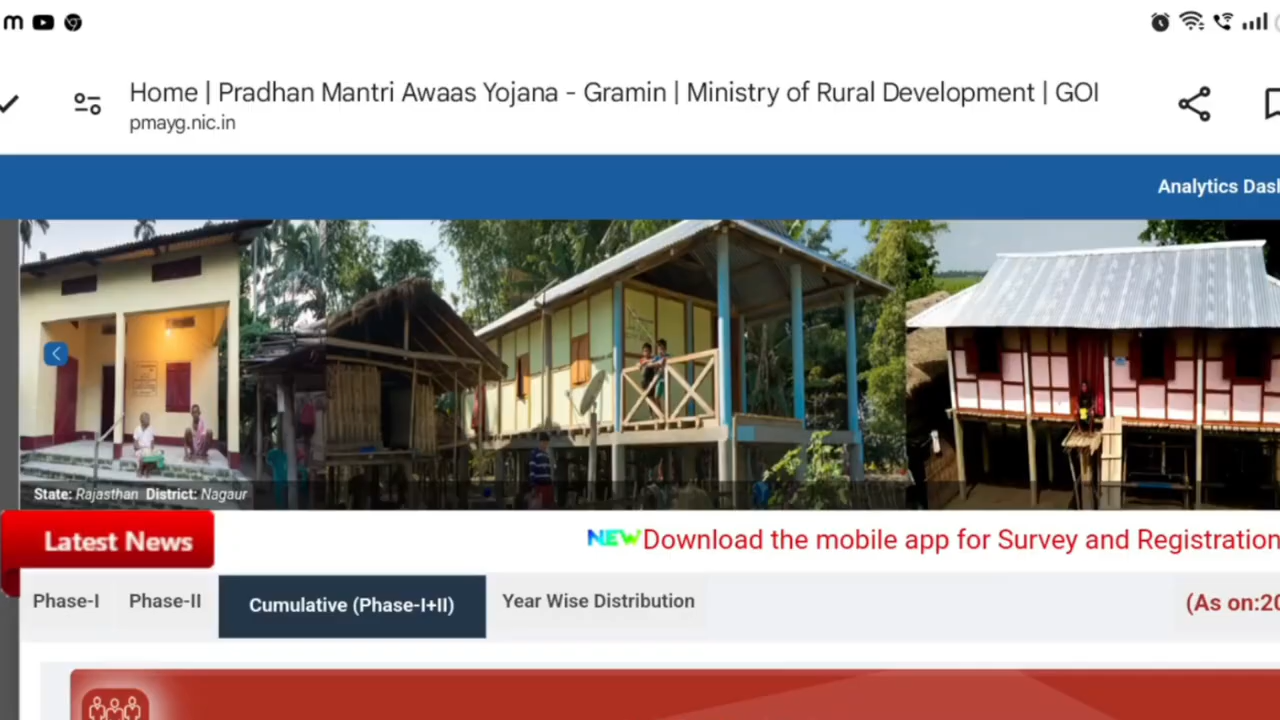 Home | Pradhan Mantri Awaas Yojana - Gramin | Ministry of Rural Development | GOI
pmayg.nic.in
Analytics
State: Rajasthan District: Nagaur
Latest News
NEW Download the mobile app for Survey and Registration
Phase-I Phase-II Cumulative (Phase-I+II) Year Wise Distribution (As on: